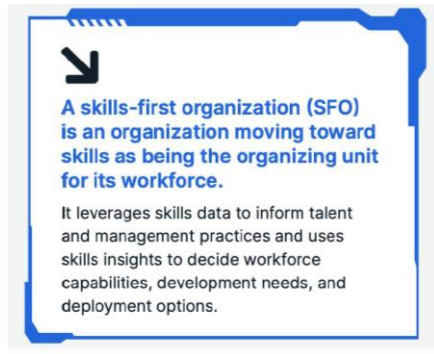 A skills-first organization (SFO)
is an organization moving toward
skills as being the organizing unit
for its workforce.
It leverages skills data to inform talent
and management practices and uses
skills insights to decide workforce
capabilities, development needs, and
deployment options.